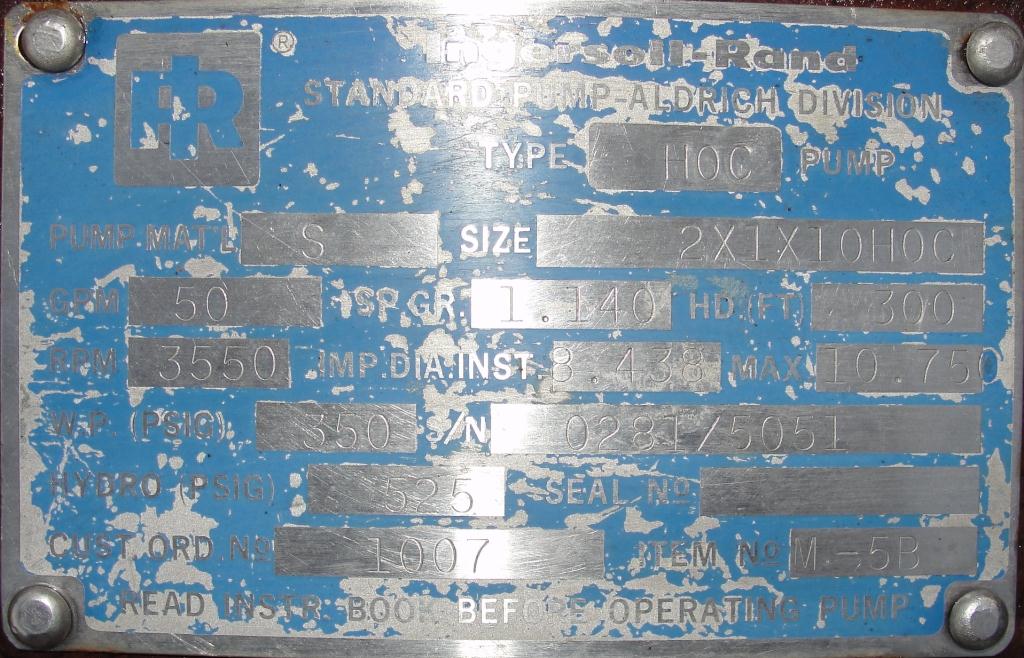 IR ®
Ingersoll-Rand
STANDARD PUMP-ALDRICH DIVISION
TYPE HOC PUMP
PUMP MAT'L S SIZE 2X1X10HOC
GPM 50 SP.GR. 1.140 HD.(FT) 300
RPM 3550 IMP.DIA.INST. 8.438 MAX. 10.750
W.P. (PSIG) 350 S/N 0281/5051
HYDRO (PSIG) 525 SEAL Nº
CUST.ORD.Nº 1007 ITEM Nº M-5B
READ INSTR. BOOK BEFORE OPERATING PUMP